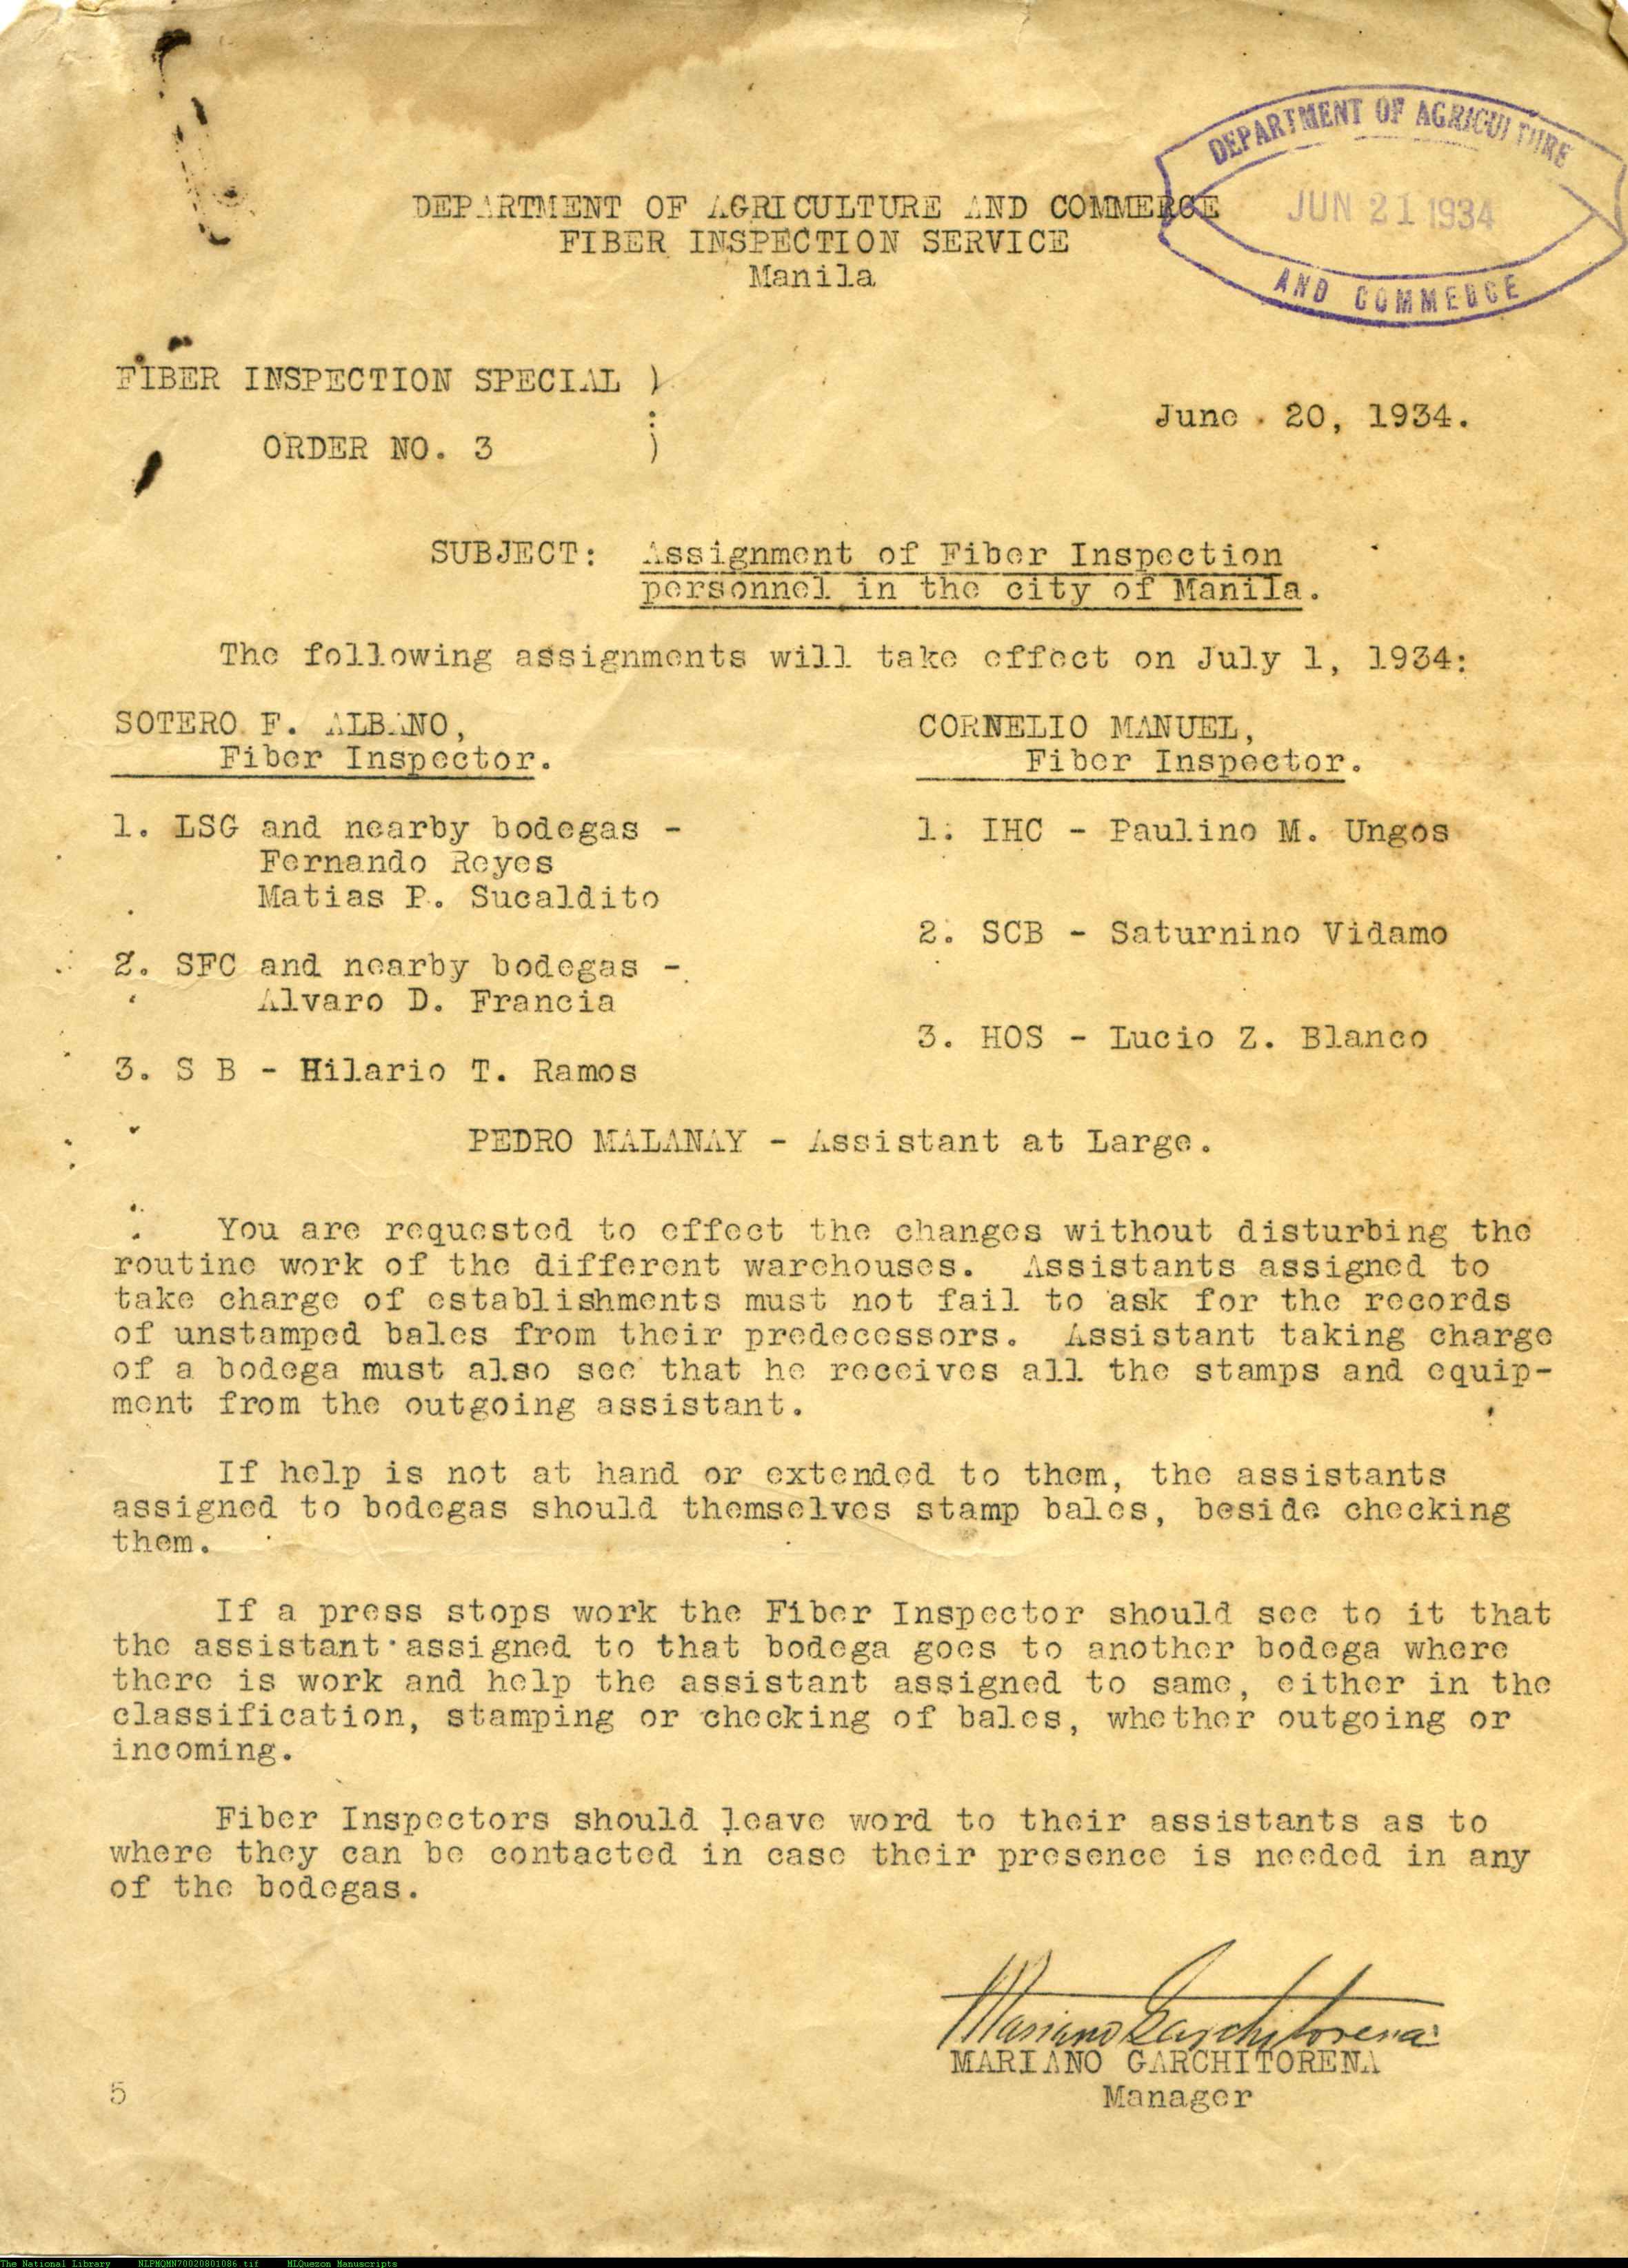 DEPARTMENT OF AGRICULTURE
JUN 21 1934
AND COMMERCE
DEPARTMENT OF AGRICULTURE AND COMMERCE
FIBER INSPECTION SERVICE
Manila
FIBER INSPECTION SPECIAL )
:
ORDER NO. 3 )
June 20, 1934.
SUBJECT: Assignment of Fiber Inspection
personnel in the city of Manila.
The following assignments will take effect on July 1, 1934:
SOTERO F. ALBANO,
Fiber Inspector.
1. LSG and nearby bodegas -
Fernando Reyes
Matias P. Sucaldito
2. SFC and nearby bodegas -
Alvaro D. Francia
3. S B - Hilario T. Ramos
CORNELIO MANUEL,
Fiber Inspector.
1. IHC - Paulino M. Ungos
2. SCB - Saturnino Vidamo
3. HOS - Lucio Z. Blanco
PEDRO MALANAY - Assistant at Large.
You are requested to effect the changes without disturbing the
routine work of the different warehouses. Assistants assigned to
take charge of establishments must not fail to ask for the records
of unstamped bales from their predecessors. Assistant taking charge
of a bodega must also see that he receives all the stamps and equip-
ment from the outgoing assistant.
If help is not at hand or extended to them, the assistants
assigned to bodegas should themselves stamp bales, beside checking
them.
If a press stops work the Fiber Inspector should see to it that
the assistant assigned to that bodega goes to another bodega where
there is work and help the assistant assigned to same, either in the
classification, stamping or checking of bales, whether outgoing or
incoming.
Fiber Inspectors should leave word to their assistants as to
where they can be contacted in case their presence is needed in any
of the bodegas.
Mariano Garchitorena
MARIANO GARCHITORENA
Manager
5
The National Library NLPMQMN70020801086.tif MLQuezon Manuscripts